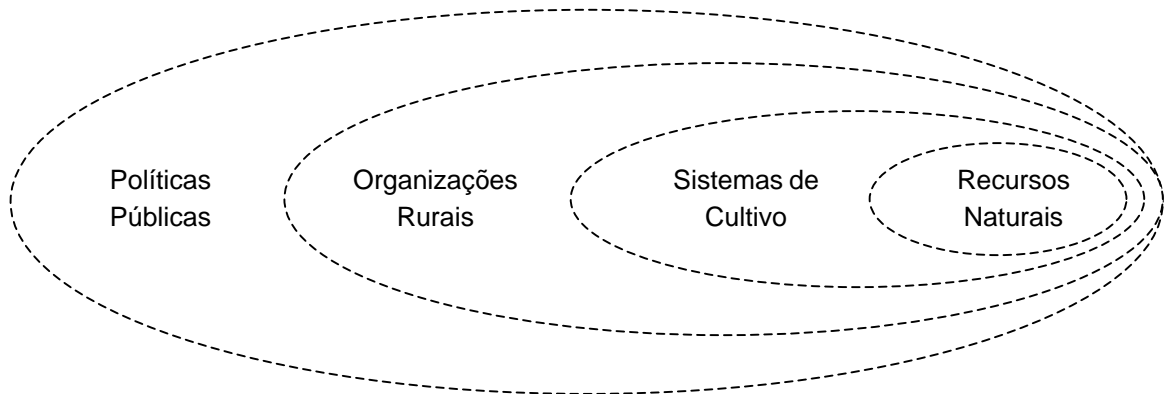 Políticas
Públicas
Organizações
Rurais
Sistemas de
Cultivo
Recursos
Naturais